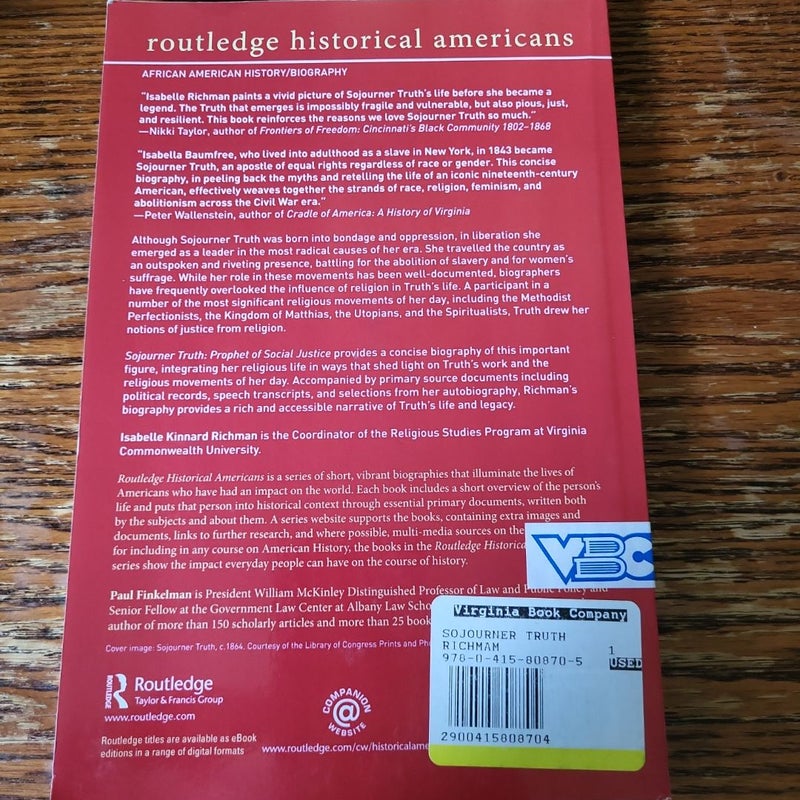 routledge historical americans
AFRICAN AMERICAN HISTORY/BIOGRAPHY
"Isabelle Richman paints a vivid picture of Sojourner Truth's life before she became a
legend. The Truth that emerges is impossibly fragile and vulnerable, but also pious, just,
and resilient. This book reinforces the reasons we love Sojourner Truth so much."
—Nikki Taylor, author of Frontiers of Freedom: Cincinnati's Black Community 1802–1868
"Isabella Baumfree, who lived into adulthood as a slave in New York, in 1843 became
Sojourner Truth, an apostle of equal rights regardless of race or gender. This concise
biography, in peeling back the myths and retelling the life of an iconic nineteenth-century
American, effectively weaves together the strands of race, religion, feminism, and
abolitionism across the Civil War era."
—Peter Wallenstein, author of Cradle of America: A History of Virginia
Although Sojourner Truth was born into bondage and oppression, in liberation she
emerged as a leader in the most radical causes of her era. She travelled the country as
an outspoken and riveting presence, battling for the abolition of slavery and for women's
suffrage. While her role in these movements has been well-documented, biographers
have frequently overlooked the influence of religion in Truth's life. A participant in a
number of the most significant religious movements of her day, including the Methodist
Perfectionists, the Kingdom of Matthias, the Utopians, and the Spiritualists, Truth drew her
notions of justice from religion.
Sojourner Truth: Prophet of Social Justice provides a concise biography of this important
figure, integrating her religious life in ways that shed light on Truth's work and the
religious movements of her day. Accompanied by primary source documents including
political records, speech transcripts, and selections from her autobiography, Richman's
biography provides a rich and accessible narrative of Truth's life and legacy.
Isabelle Kinnard Richman is the Coordinator of the Religious Studies Program at Virginia
Commonwealth University.
Routledge Historical Americans is a series of short, vibrant biographies that illuminate the lives of
Americans who have had an impact on the world. Each book includes a short overview of the person's
life and puts that person into historical context through essential primary documents, written both
by the subjects and about them. A series website supports the books, containing extra images and
documents, links to further research, and where possible, multi-media sources on the
for including in any course on American History, the books in the Routledge Historica
series show the impact everyday people can have on the course of history.
VBC
Paul Finkelman is President William McKinley Distinguished Professor of Law and Public Policy and
Senior Fellow at the Government Law Center at Albany Law Scho
author of more than 150 scholarly articles and more than 25 book
Cover image: Sojourner Truth, c.1864. Courtesy of the Library of Congress Prints and Ph
Virginia Book Company
SOJOURNER TRUTH
RICHMAM 1
978-0-415-80870-5 USED
2900415808704
ROUTLEDGE
Routledge
Taylor & Francis Group
www.routledge.com
COMPANION
@
WEBSITE
Routledge titles are available as eBook
editions in a range of digital formats
www.routledge.com/cw/historicalame